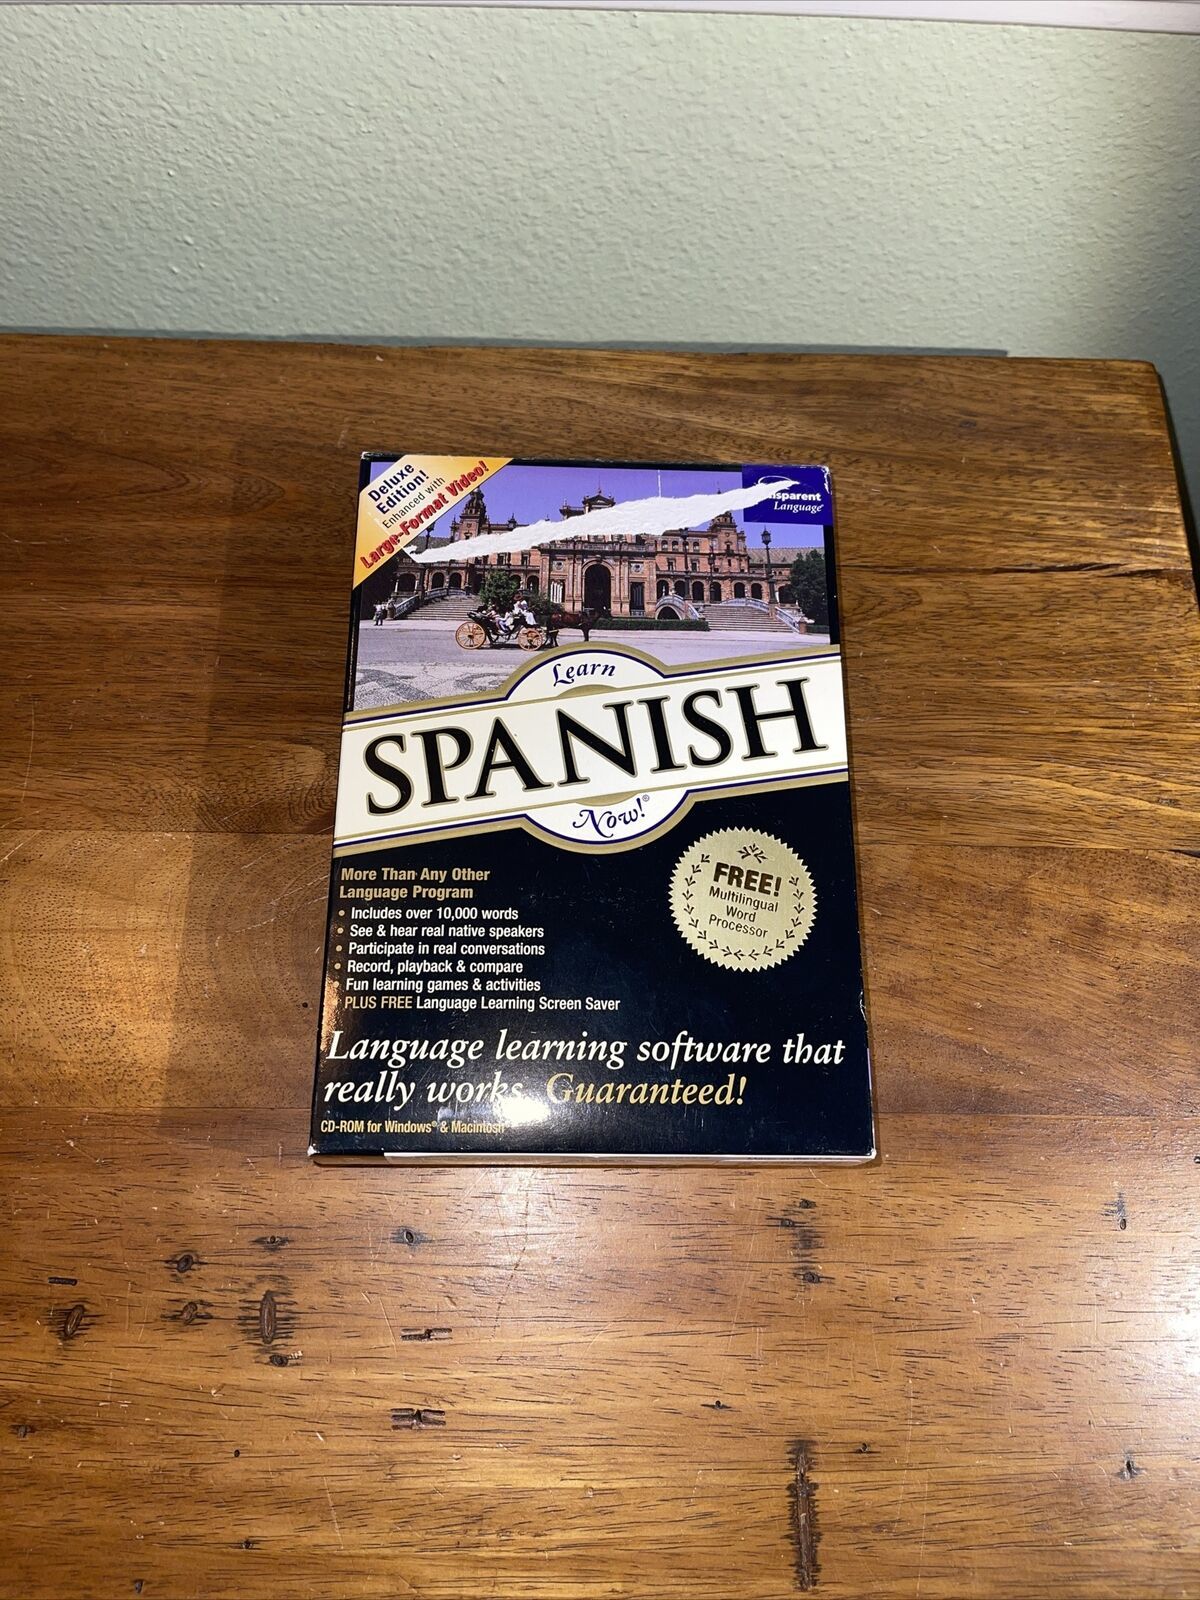 Deluxe
Edition!
Enhanced with
Large-Format Video!
Language
Learn
SPANISH
Now!®
More Than Any Other
Language Program
• Includes over 10,000 words
• See & hear real native speakers
• Participate in real conversations
• Record, playback & compare
• Fun learning games & activities
• PLUS FREE Language Learning Screen Saver
FREE!
Multilingual
Word
Processor
Language learning software that
really works. Guaranteed!
CD-ROM for Windows® & Macintosh®